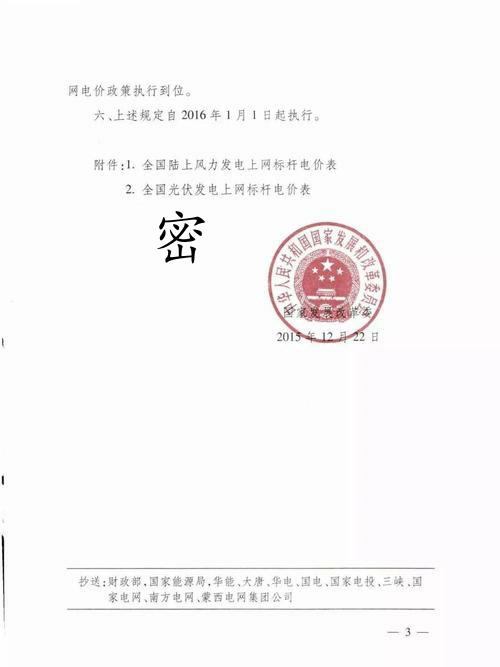 网电价政策执行到位。
六、上述规定自 2016 年 1 月 1 日起执行。
附件:1. 全国陆上风力发电上网标杆电价表
2. 全国光伏发电上网标杆电价表
密
中华人民共和国国家发展和改革委员会
国家发展改革委
2015 年 12 月 22 日
抄送:财政部,国家能源局,华能、大唐、华电、国电、国家电投、三峡、国
家电网、南方电网、蒙西电网集团公司
— 3 —